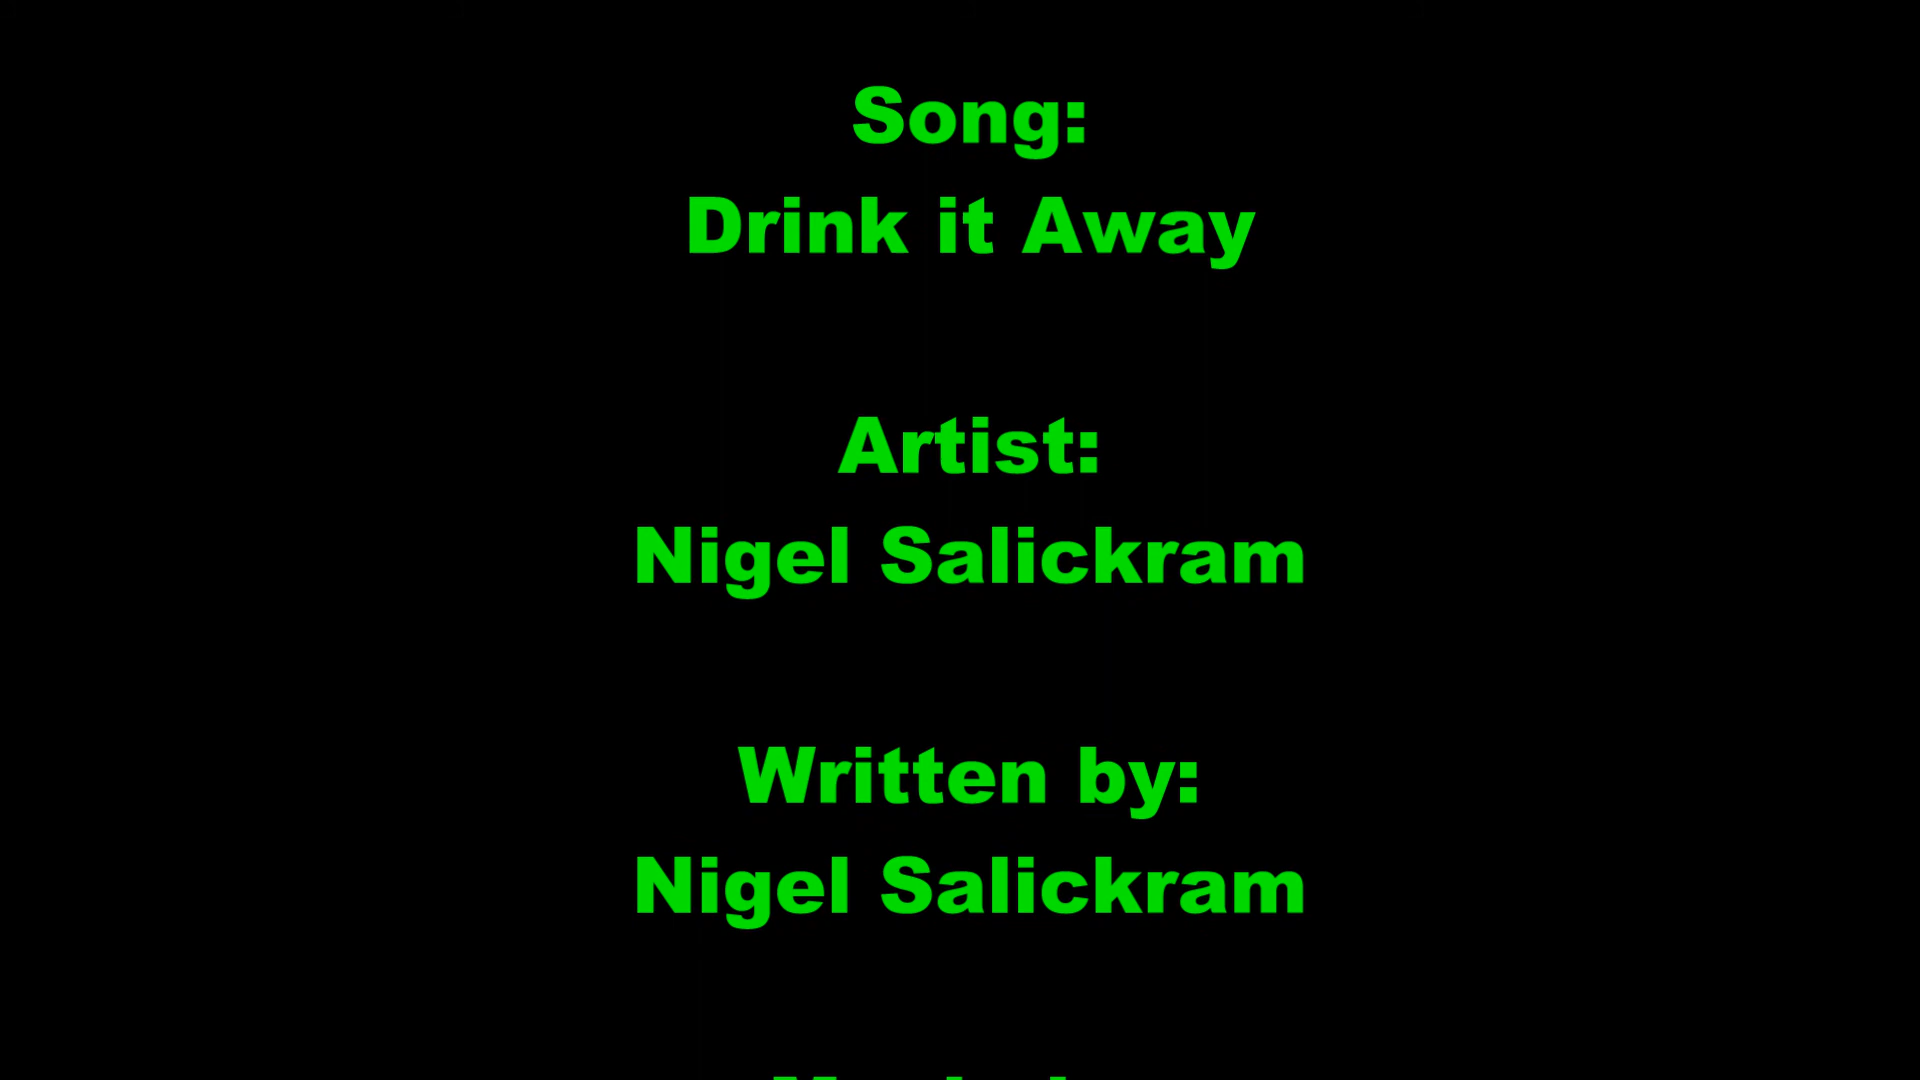 Song:
Drink it Away
Artist:
Nigel Salickram
Written by:
Nigel Salickram